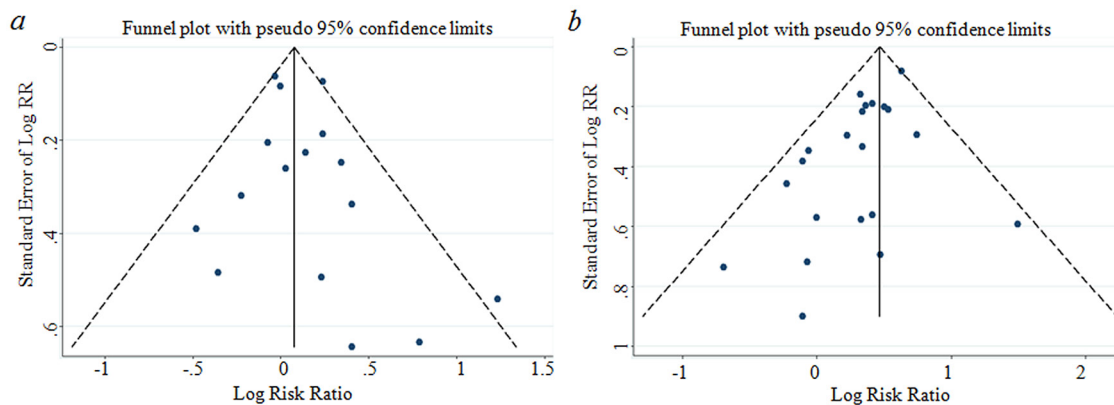 a
Funnel plot with pseudo 95% confidence limits
Standard Error of Log RR
0
.2
.4
.6
-1
-.5
0
.5
1
1.5
Log Risk Ratio
b
Funnel plot with pseudo 95% confidence limits
Standard Error of Log RR
0
.2
.4
.6
.8
1
-1
0
1
2
Log Risk Ratio